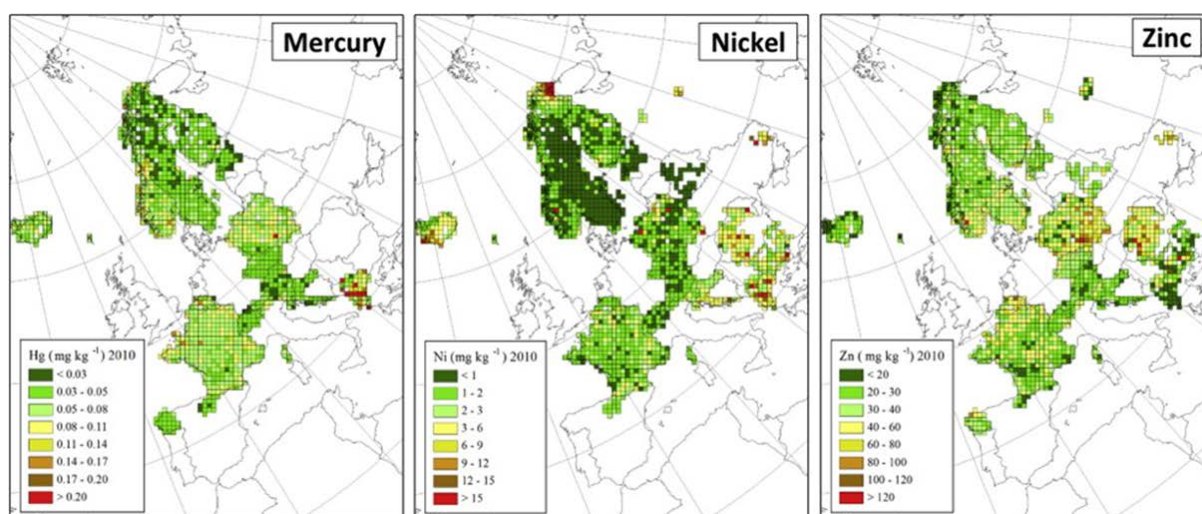 Mercury
Hg (mg kg ⁻¹) 2010
< 0.03
0.03 - 0.05
0.05 - 0.08
0.08 - 0.11
0.11 - 0.14
0.14 - 0.17
0.17 - 0.20
> 0.20
Nickel
Ni (mg kg ⁻¹) 2010
< 1
1 - 2
2 - 3
3 - 6
6 - 9
9 - 12
12 - 15
> 15
Zinc
Zn (mg kg ⁻¹) 2010
< 20
20 - 30
30 - 40
40 - 60
60 - 80
80 - 100
100 - 120
> 120